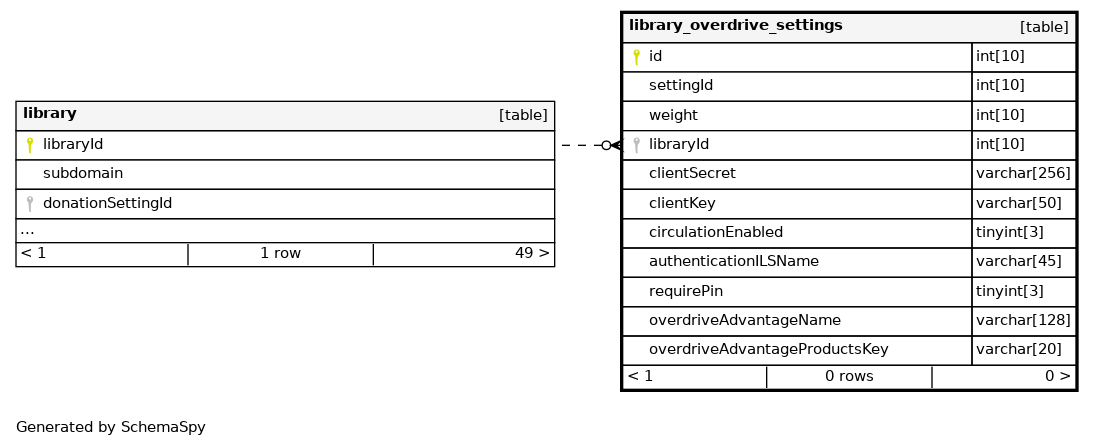 library [table]
libraryId
subdomain
donationSettingId
...
< 1 1 row 49 >
library_overdrive_settings [table]
id int[10]
settingId int[10]
weight int[10]
libraryId int[10]
clientSecret varchar[256]
clientKey varchar[50]
circulationEnabled tinyint[3]
authenticationILSName varchar[45]
requirePin tinyint[3]
overdriveAdvantageName varchar[128]
overdriveAdvantageProductsKey varchar[20]
< 1 0 rows 0 >
Generated by SchemaSpy